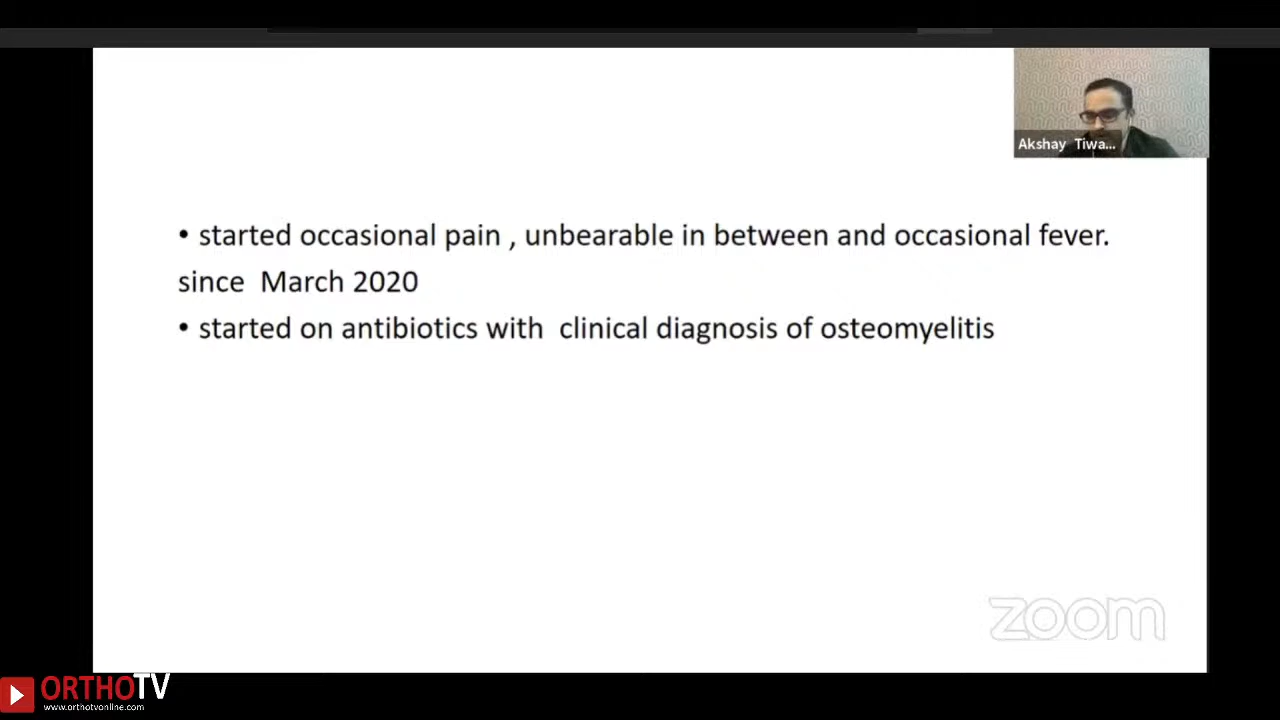 Akshay Tiwa...
• started occasional pain , unbearable in between and occasional fever.
since March 2020
• started on antibiotics with clinical diagnosis of osteomyelitis
zoom
ORTHOTV
www.orthotvonline.com